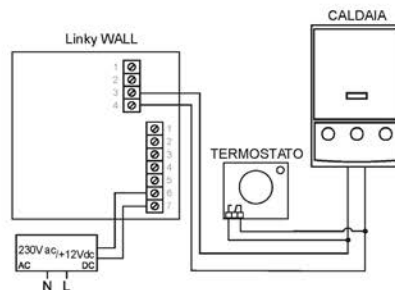 CALDAIA
Linky WALL
1
2
3
4
1
2
3
4
5
6
7
TERMOSTATO
230Vac/+12Vdc
AC DC
N L